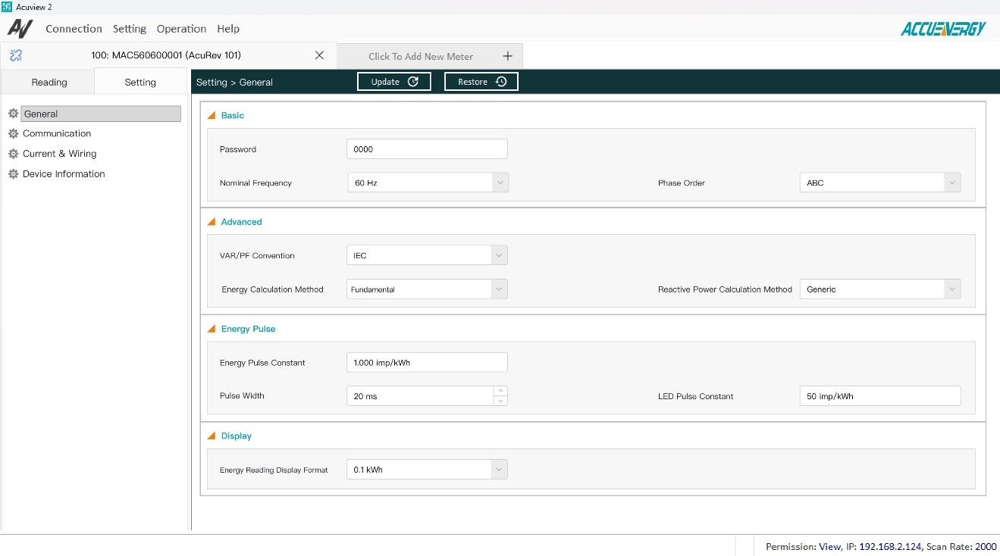 Acuview 2
Connection Setting Operation Help
ACCUENERGY
100: MAC560600001 (AcuRev 101)
Click To Add New Meter
Reading Setting
Setting > General Update Restore
General
Communication
Current & Wiring
Device Information
Basic
Password 0000
Nominal Frequency 60 Hz Phase Order ABC
Advanced
VAR/PF Convention IEC
Energy Calculation Method Fundamental Reactive Power Calculation Method Generic
Energy Pulse
Energy Pulse Constant 1.000 imp/kWh
Pulse Width 20 ms LED Pulse Constant 50 imp/kWh
Display
Energy Reading Display Format 0.1 kWh
Permission: View, IP: 192.168.2.124, Scan Rate: 2000